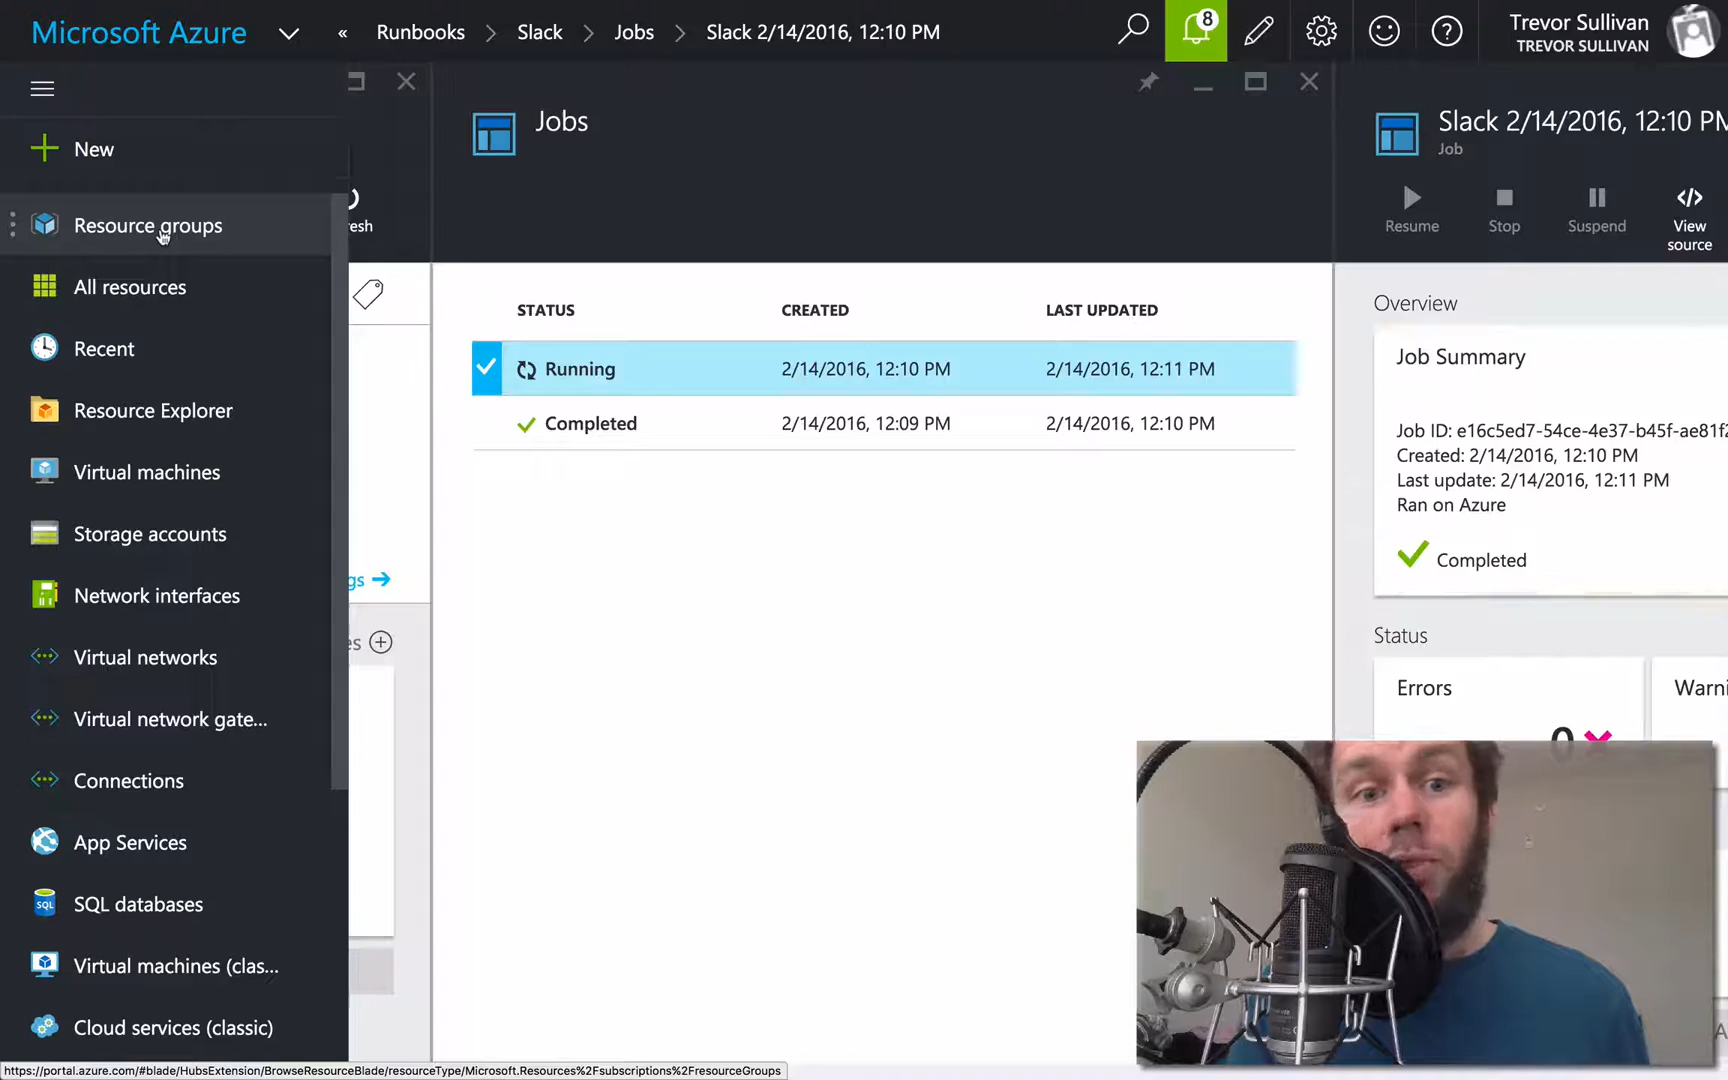 Microsoft Azure
«
Runbooks
Slack
Jobs
Slack 2/14/2016, 12:10 PM
8
Trevor Sullivan
TREVOR SULLIVAN
New
Resource groups
All resources
Recent
Resource Explorer
Virtual machines
Storage accounts
Network interfaces
Virtual networks
Virtual network gate...
Connections
App Services
SQL databases
Virtual machines (clas...
Cloud services (classic)
esh
gs
es
Jobs
STATUS CREATED LAST UPDATED
Running 2/14/2016, 12:10 PM 2/14/2016, 12:11 PM
Completed 2/14/2016, 12:09 PM 2/14/2016, 12:10 PM
Slack 2/14/2016, 12:10 PM
Job
Resume
Stop
Suspend
View
source
Overview
Job Summary
Job ID: e16c5ed7-54ce-4e37-b45f-ae81f2
Created: 2/14/2016, 12:10 PM
Last update: 2/14/2016, 12:11 PM
Ran on Azure
Completed
Status
Errors
Warni
0
https://portal.azure.com/#blade/HubsExtension/BrowseResourceBlade/resourceType/Microsoft.Resources%2Fsubscriptions%2FresourceGroups